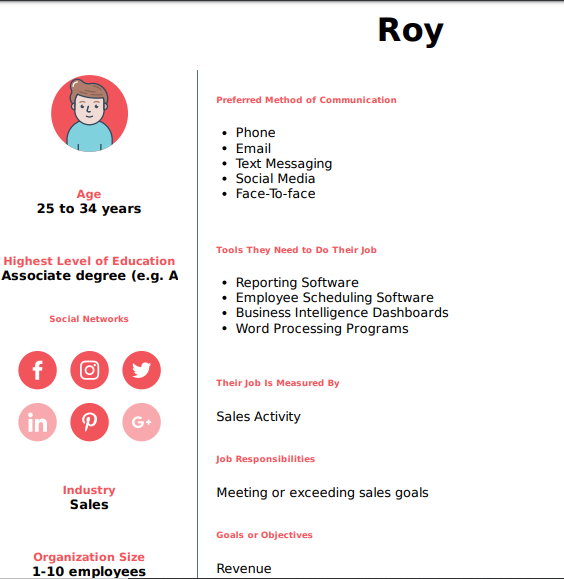 Roy
Age
25 to 34 years
Highest Level of Education
Associate degree (e.g. A
Social Networks
f
in
G+
Industry
Sales
Organization Size
1-10 employees
Preferred Method of Communication
• Phone
• Email
• Text Messaging
• Social Media
• Face-To-face
Tools They Need to Do Their Job
• Reporting Software
• Employee Scheduling Software
• Business Intelligence Dashboards
• Word Processing Programs
Their Job Is Measured By
Sales Activity
Job Responsibilities
Meeting or exceeding sales goals
Goals or Objectives
Revenue